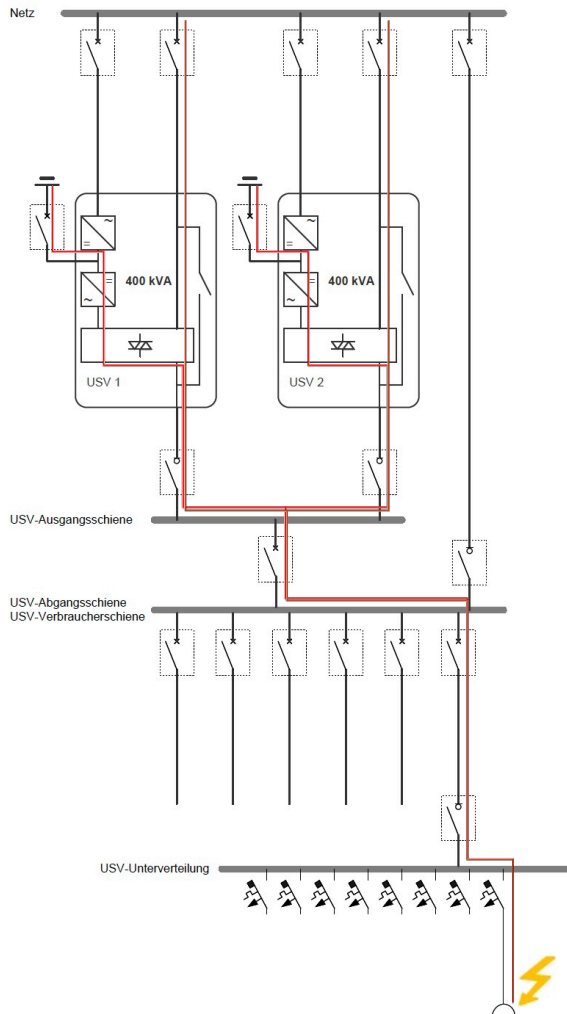 Netz
400 kVA
400 kVA
USV 1
USV 2
USV-Ausgangsschiene
USV-Abgangsschiene
USV-Verbraucherschiene
USV-Unterverteilung